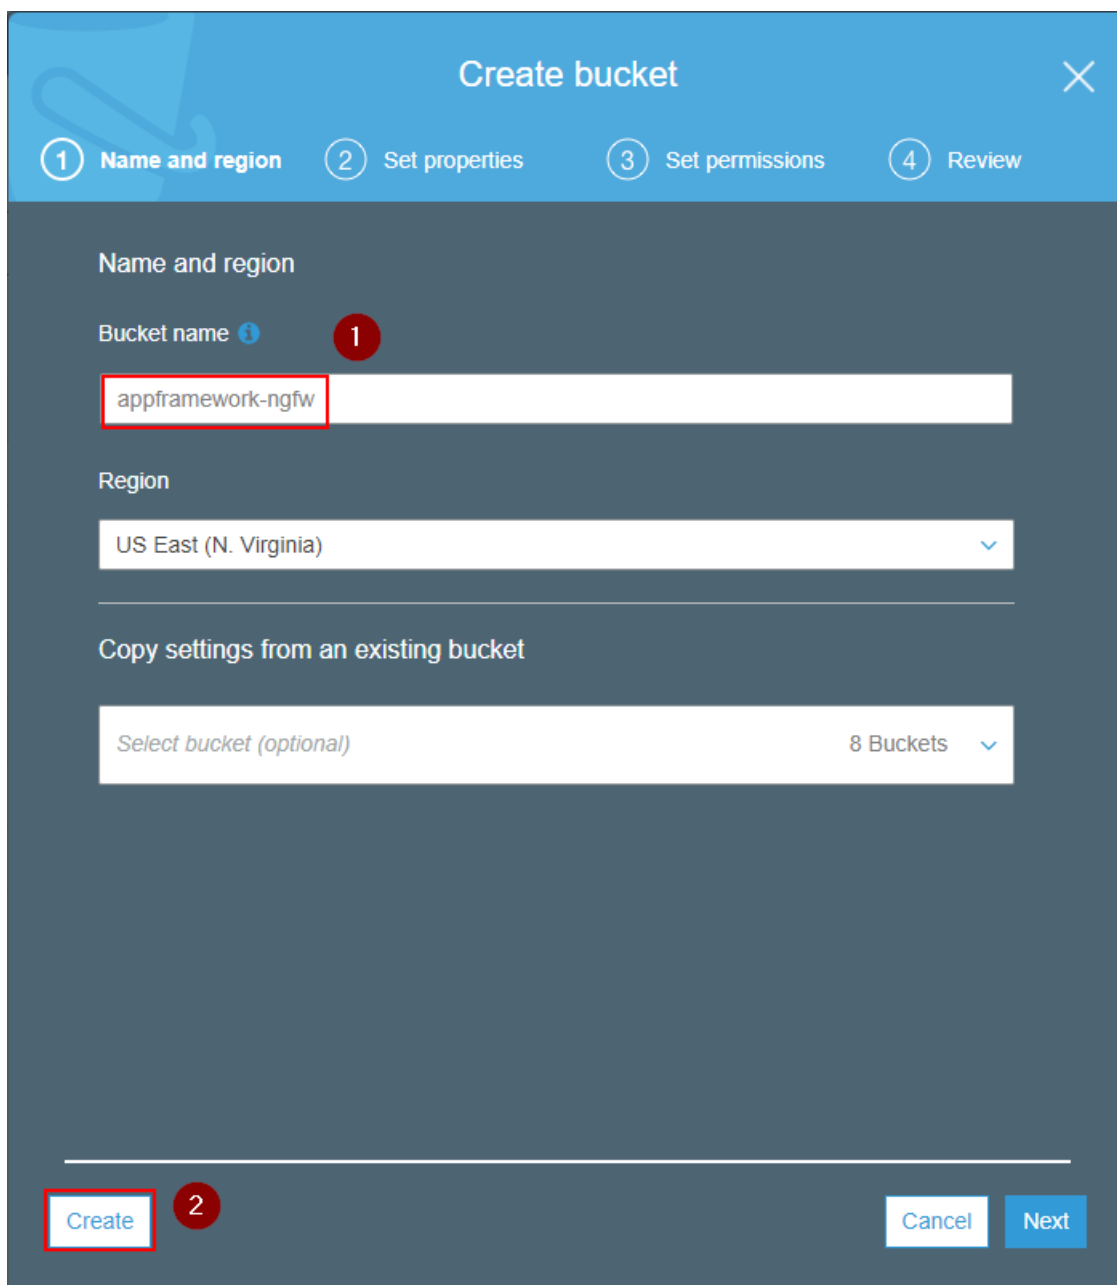 Create bucket
1 Name and region 2 Set properties 3 Set permissions 4 Review
Name and region
Bucket name 1
appframework-ngfw
Region
US East (N. Virginia)
Copy settings from an existing bucket
Select bucket (optional) 8 Buckets
Create 2 Cancel Next